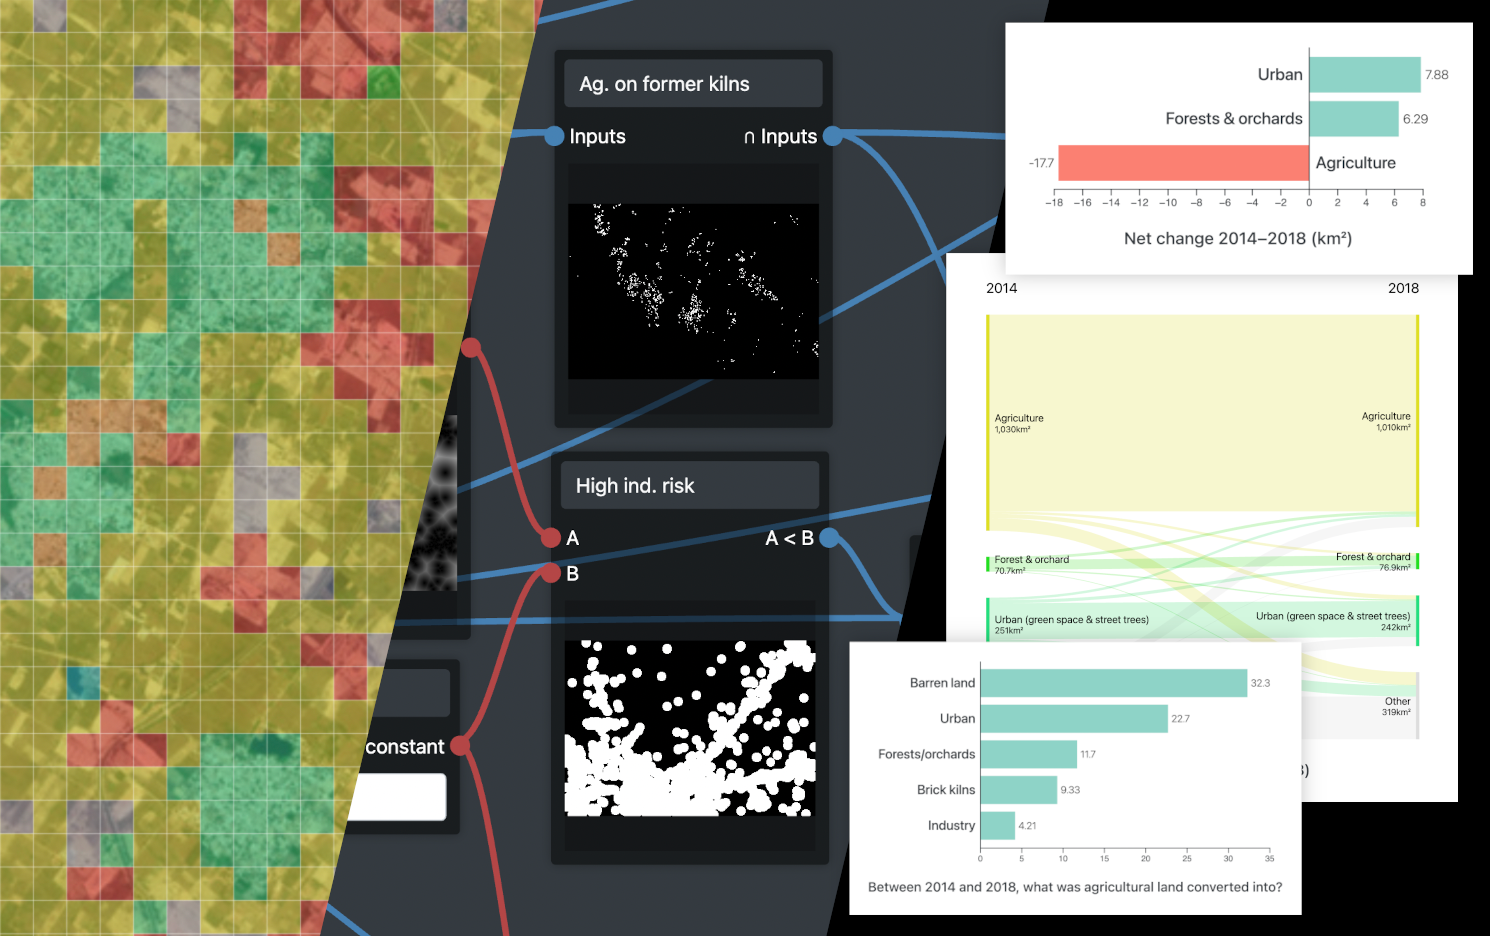 Ag. on former kilns
Inputs
∩ Inputs
High ind. risk
A
A < B
B
constant
Urban
7.88
Forests & orchards
6.29
-17.7
Agriculture
−18 −16 −14 −12 −10 −8 −6 −4 −2 0 2 4 6 8
Net change 2014–2018 (km²)
2014
2018
Agriculture
1,030km²
Agriculture
1,010km²
Forest & orchard
70.7km²
Forest & orchard
76.9km²
Urban (green space & street trees)
251km²
Urban (green space & street trees)
242km²
Other
319km²
3)
Barren land
32.3
Urban
22.7
Forests/orchards
11.7
Brick kilns
9.33
Industry
4.21
0 5 10 15 20 25 30 35
Between 2014 and 2018, what was agricultural land converted into?